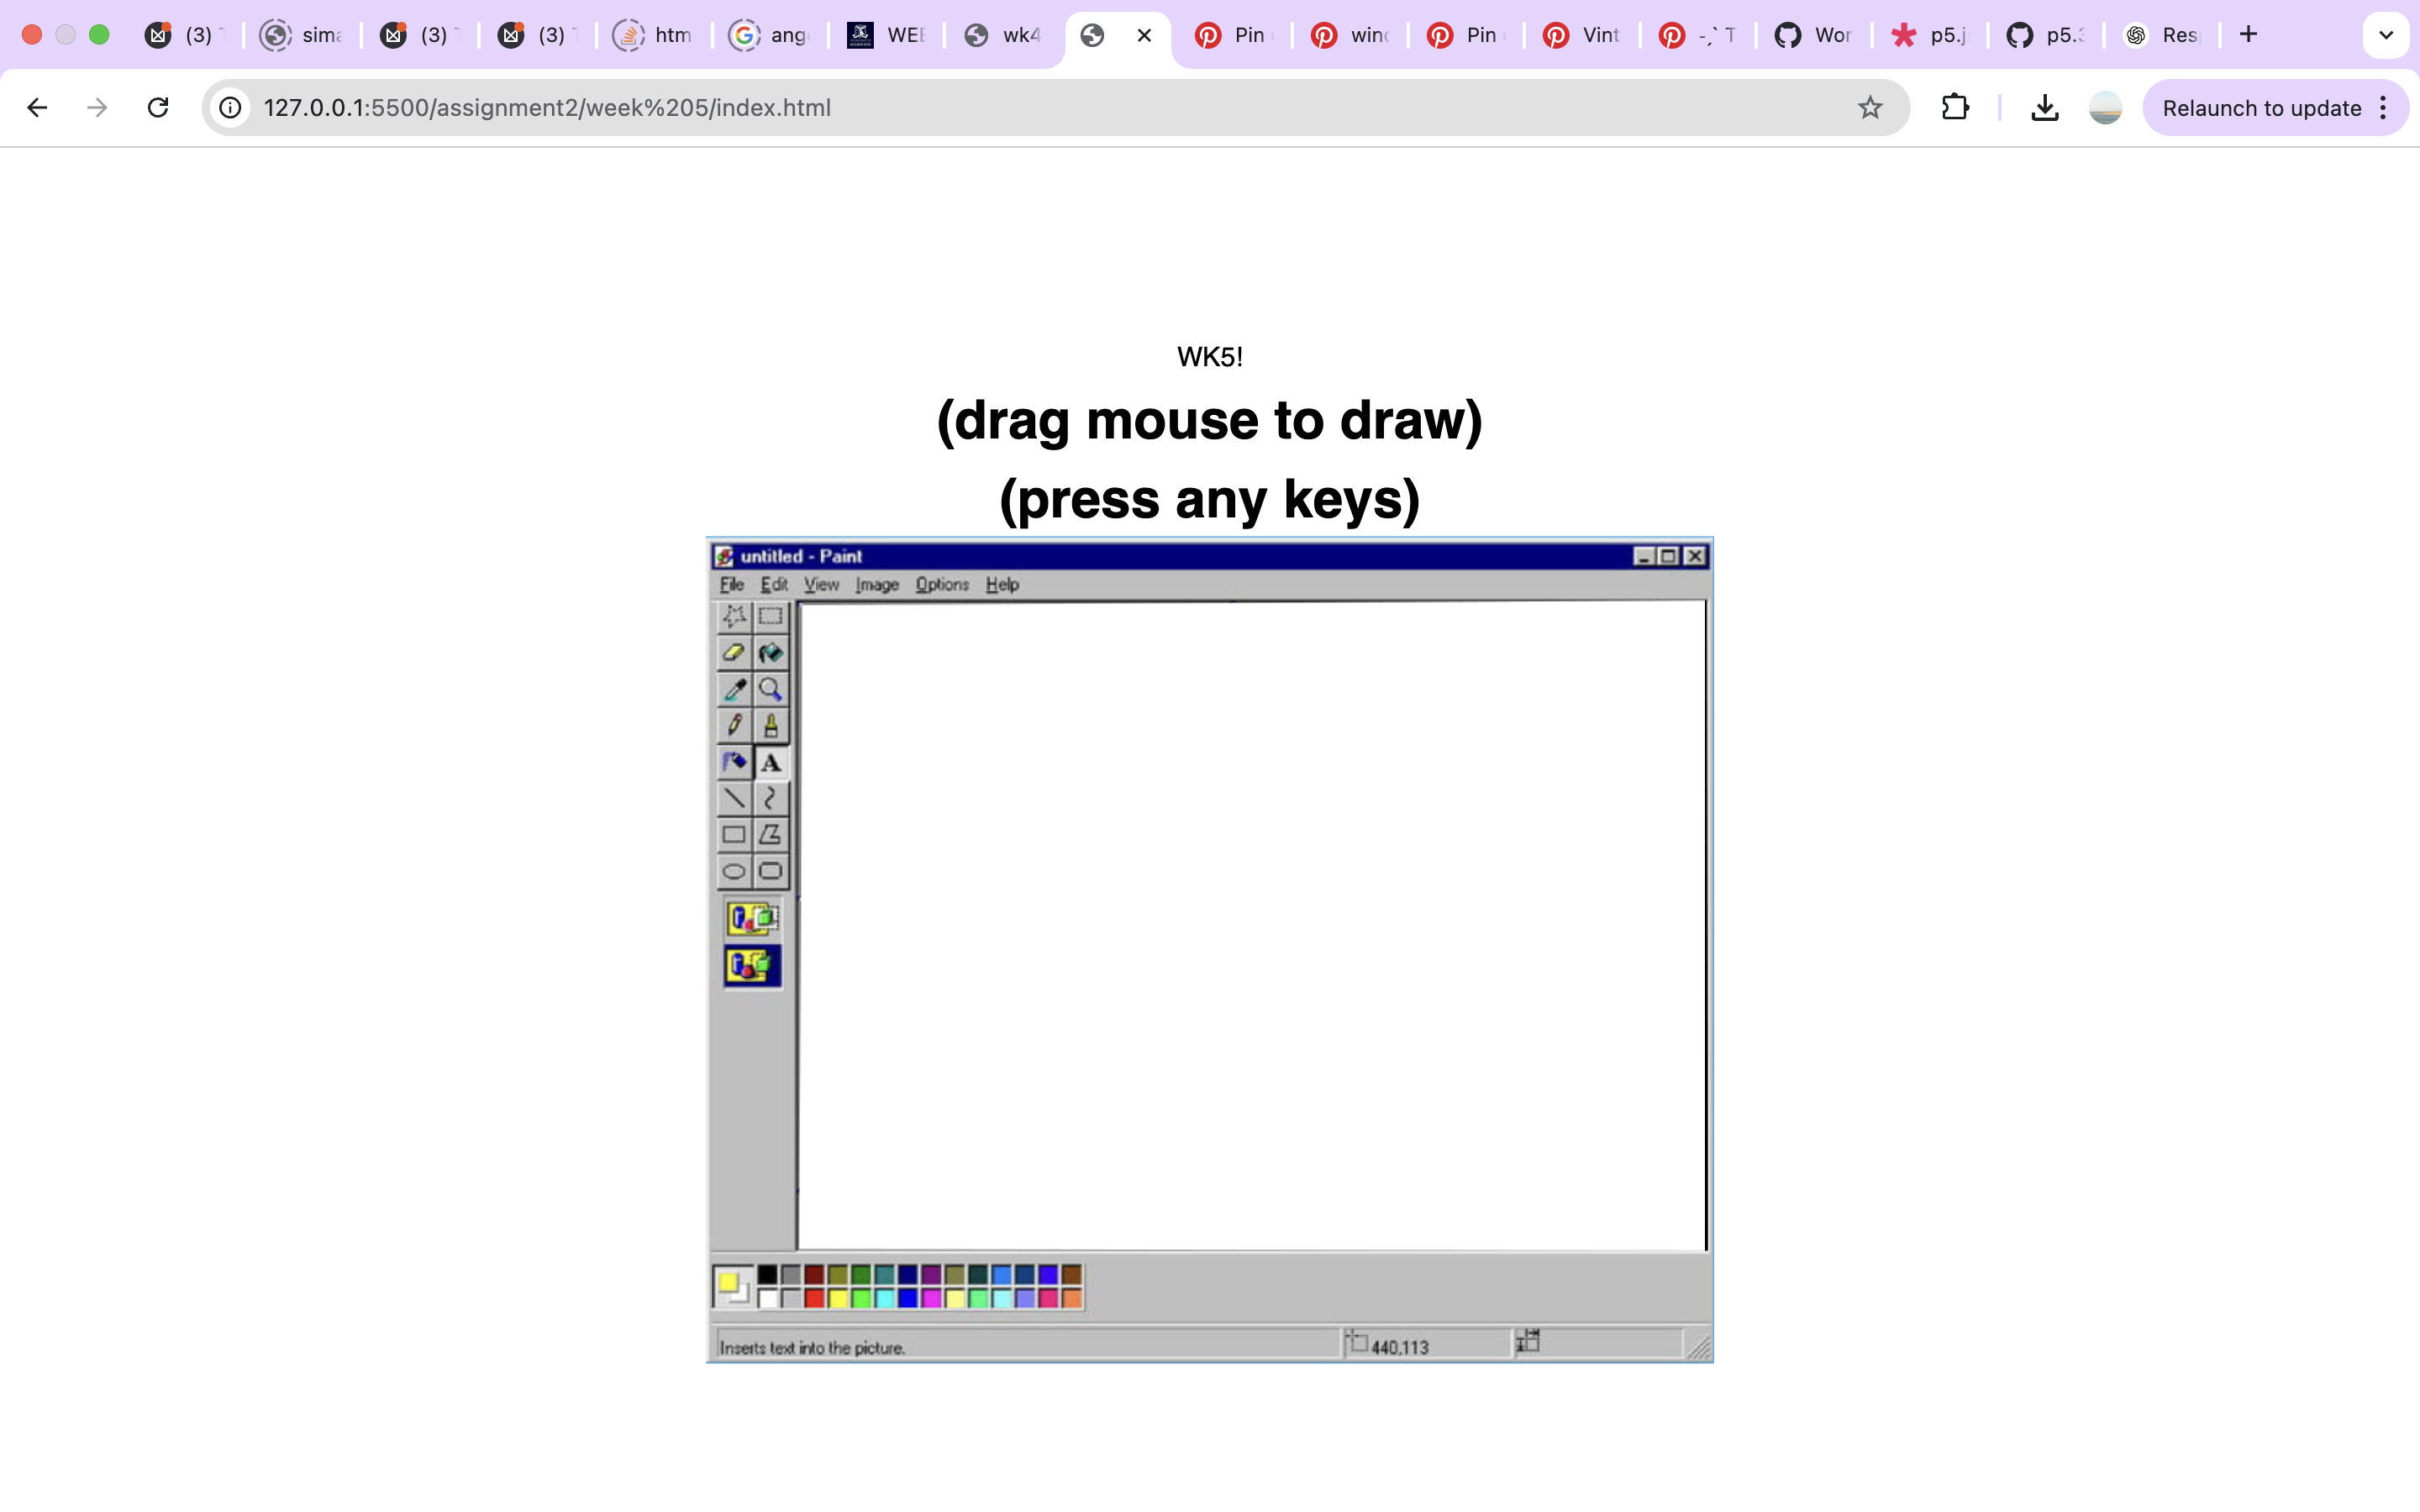 (3) sima (3) (3) htm ang WEE wk4 Pin wind Pin Vint T Wor p5.j p5.3 Res
127.0.0.1:5500/assignment2/week%205/index.html
Relaunch to update
WK5!
(drag mouse to draw)
(press any keys)
untitled - Paint
File Edit View Image Options Help
A
Inserts text into the picture.
440,113